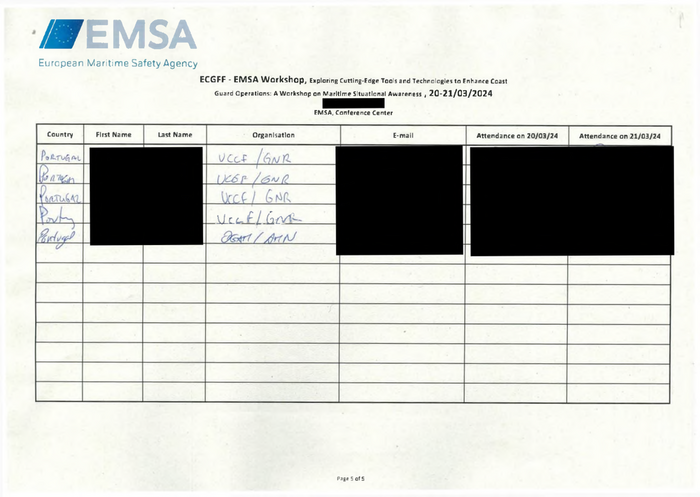 EMSA
European Maritime Safety Agency
ECGFF - EMSA Workshop, Exploring Cutting-Edge Tools and Technologies to Enhance Coast
Guard Operations: A Workshop on Maritime Situational Awareness , 20-21/03/2024
EMSA, Conference Center
Country First Name Last Name Organisation E-mail Attendance on 20/03/24 Attendance on 21/03/24
PORTUGAL UCCF / GNR
UCCF / GNR
PORTUGAL UCCF / GNR
UCCF / GNR
Portugal / AMN
Page 5 of 5